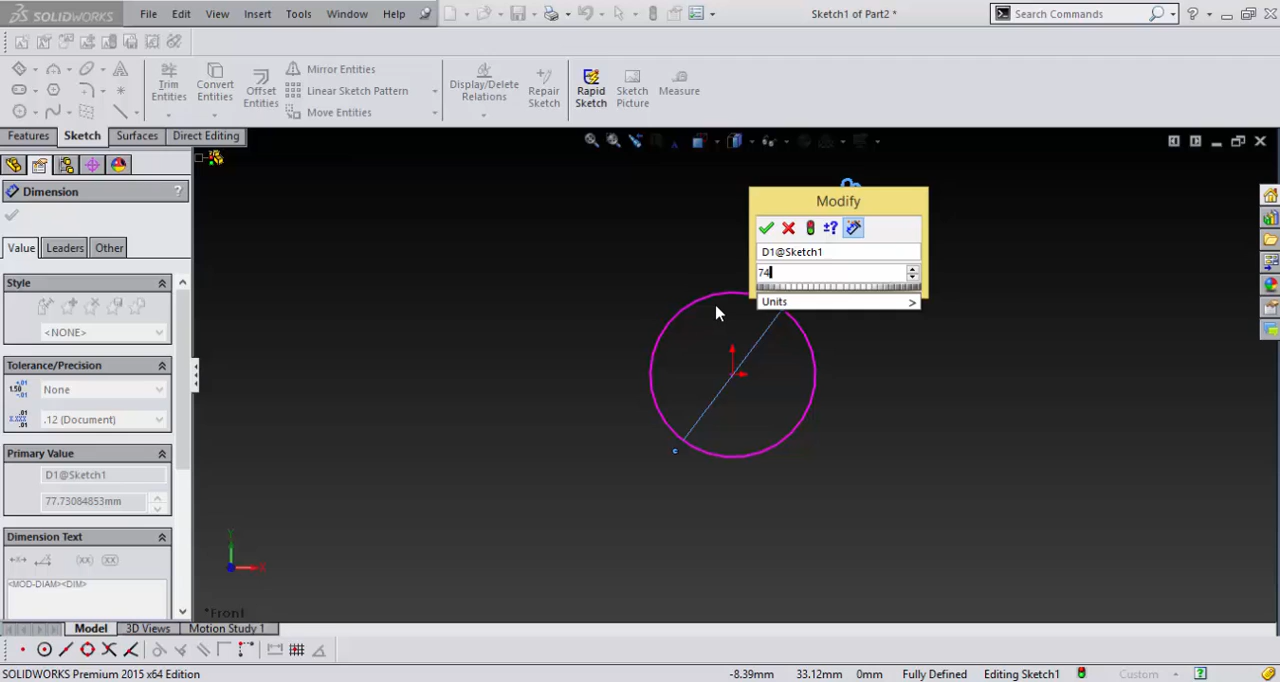 SOLIDWORKS File Edit View Insert Tools Window Help Sketch1 of Part2 * Search Commands
Trim Entities
Convert Entities
Offset Entities
Mirror Entities
Linear Sketch Pattern
Move Entities
Display/Delete Relations
Repair Sketch
Rapid Sketch
Sketch Picture
Measure
Features Sketch Surfaces Direct Editing
Dimension ?
Value Leaders Other
Style
<NONE>
Tolerance/Precision
None
.12 (Document)
Primary Value
D1@Sketch1
77.73084853mm
Dimension Text
<MOD-DIAM><DIM>
Modify
D1@Sketch1
74
Units >
Y
X
*Front
Model 3D Views Motion Study 1
SOLIDWORKS Premium 2015 x64 Edition -8.39mm 33.12mm 0mm Fully Defined Editing Sketch1 Custom